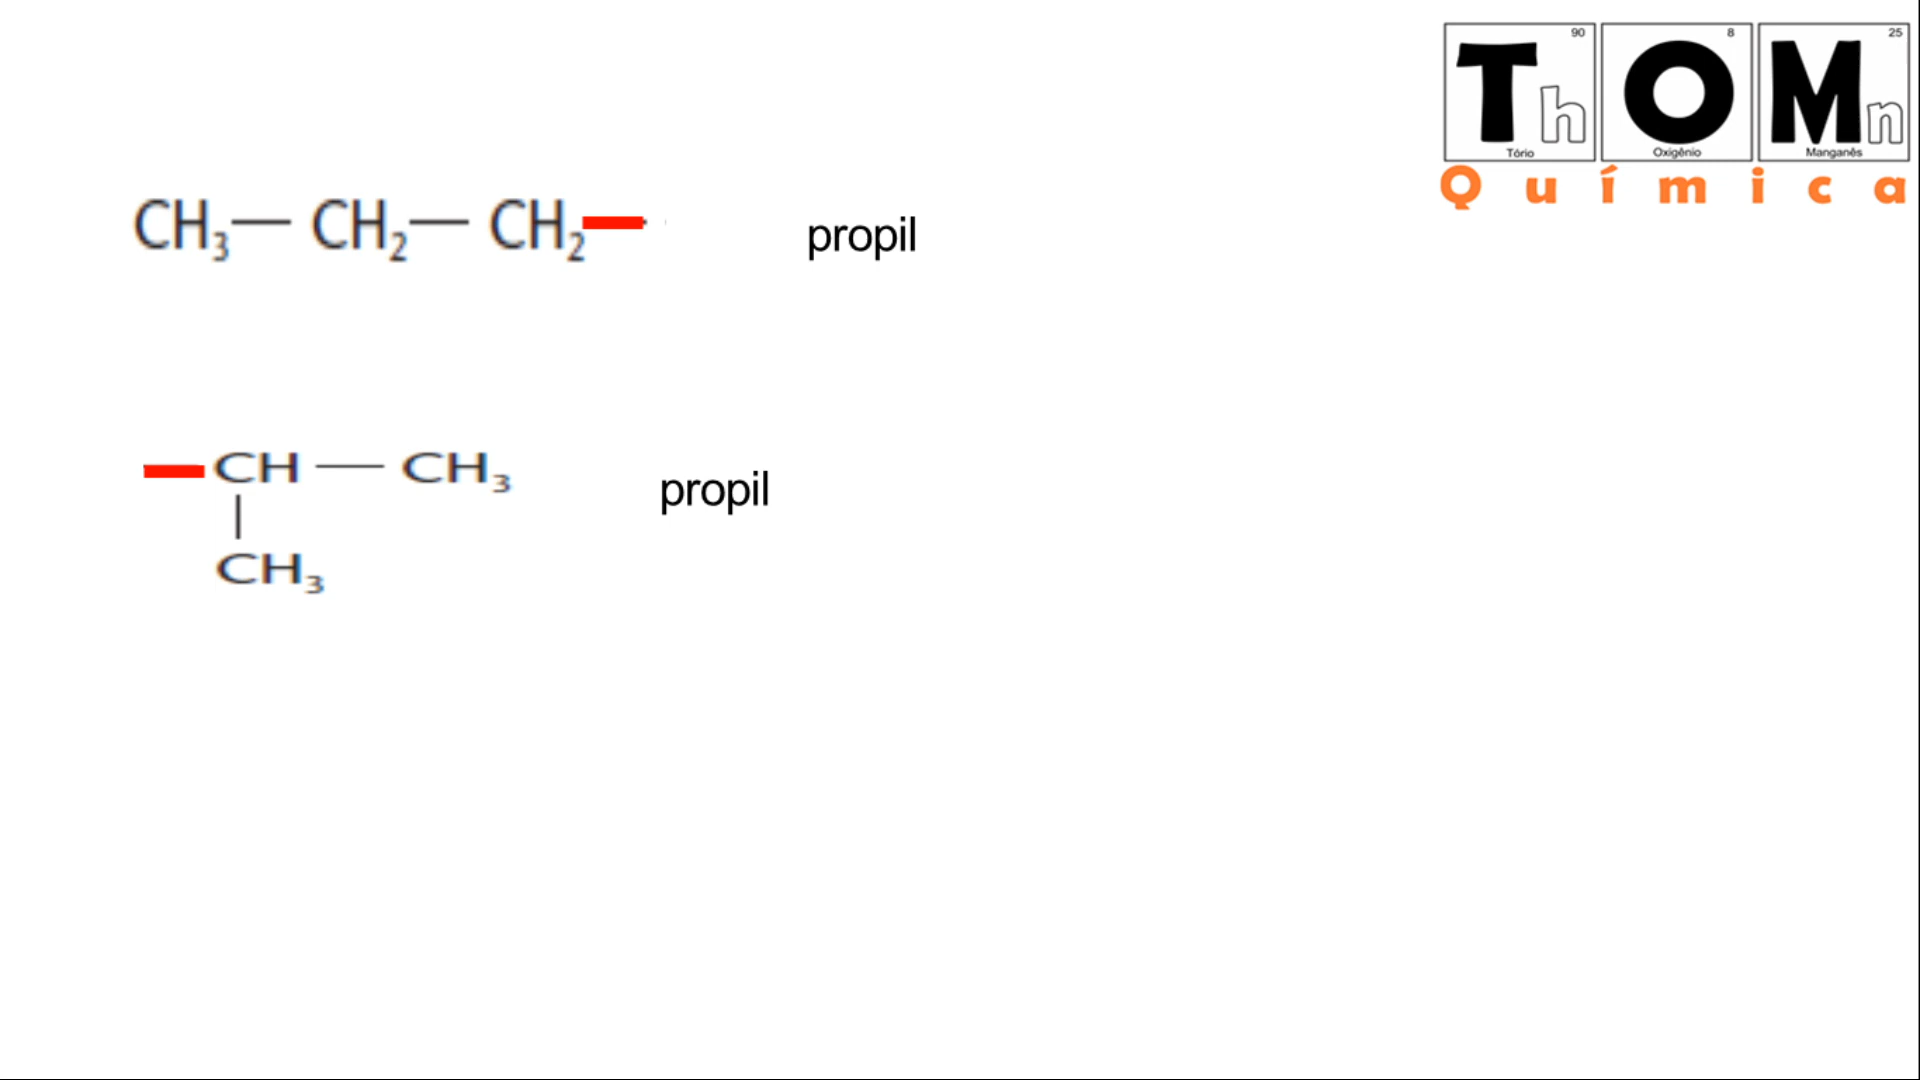 90 8 25
Th O Mn
Tório Oxigênio Manganês
Química
CH₃— CH₂— CH₂— propil
—CH — CH₃ propil
|
CH₃